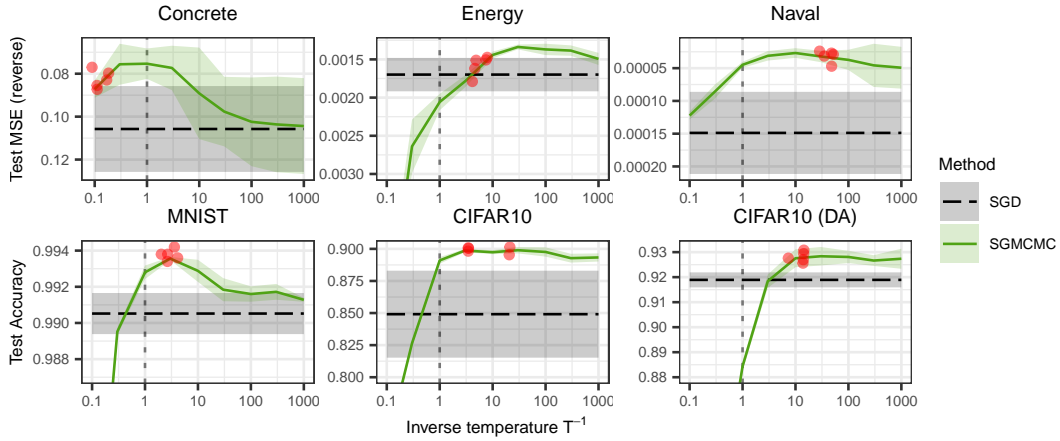 Concrete
Energy
Naval
Test MSE (reverse)
0.08
0.10
0.12
0.0015
0.0020
0.0025
0.0030
0.00005
0.00010
0.00015
0.00020
0.1 1 10 100 1000
0.1 1 10 100 1000
0.1 1 10 100 1000
MNIST
CIFAR10
CIFAR10 (DA)
Test Accuracy
0.994
0.992
0.990
0.988
0.900
0.875
0.850
0.825
0.800
0.93
0.92
0.91
0.90
0.89
0.88
0.1 1 10 100 1000
0.1 1 10 100 1000
0.1 1 10 100 1000
Inverse temperature T⁻¹
Method
SGD
SGMCMC